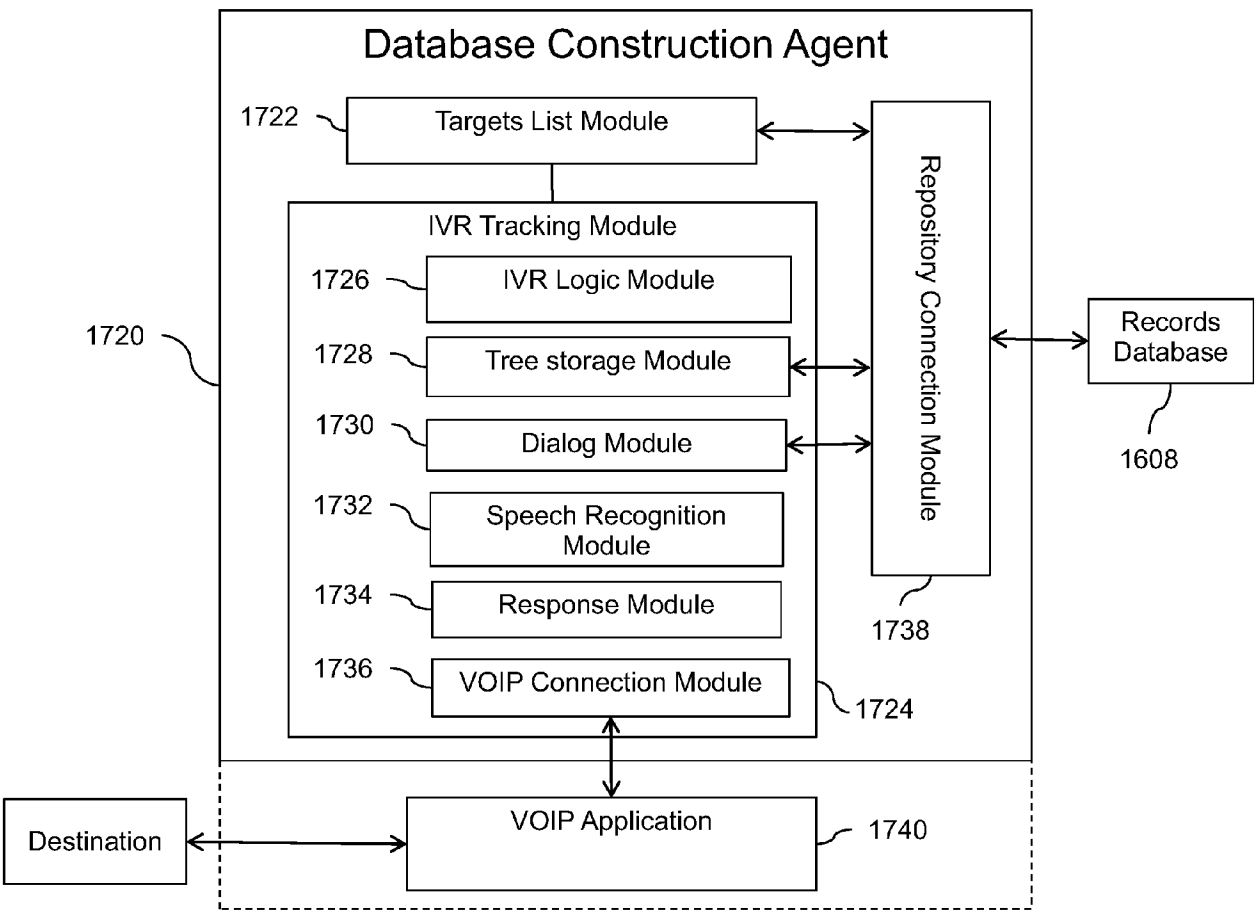 Database Construction Agent
1722
Targets List Module
IVR Tracking Module
1726
IVR Logic Module
1720
1728
Tree storage Module
1730
Dialog Module
1732
Speech Recognition
Module
1734
Response Module
1736
VOIP Connection Module
1724
Repository Connection Module
1738
Records
Database
1608
Destination
VOIP Application
1740